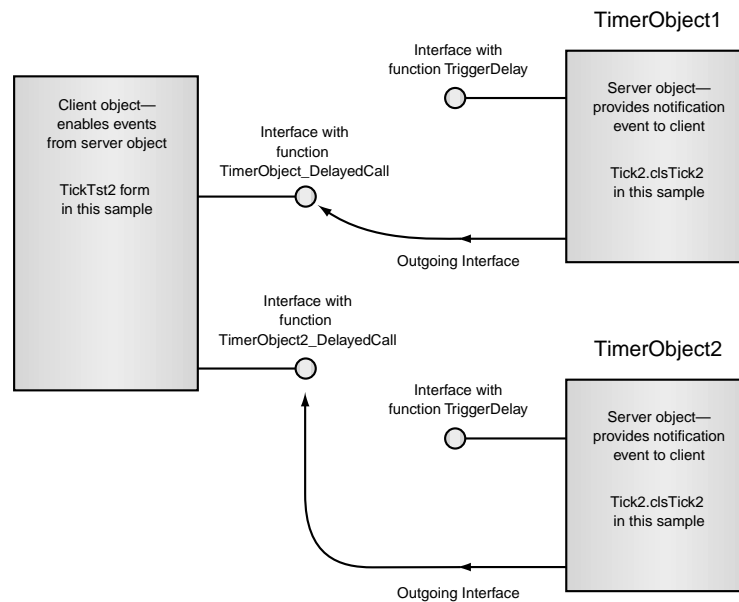 TimerObject1
Interface with
function TriggerDelay
Server object—
provides notification
event to client
Tick2.clsTick2
in this sample
Client object—
enables events
from server object
TickTst2 form
in this sample
Interface with
function
TimerObject_DelayedCall
Outgoing Interface
Interface with
function
TimerObject2_DelayedCall
TimerObject2
Interface with
function TriggerDelay
Server object—
provides notification
event to client
Tick2.clsTick2
in this sample
Outgoing Interface